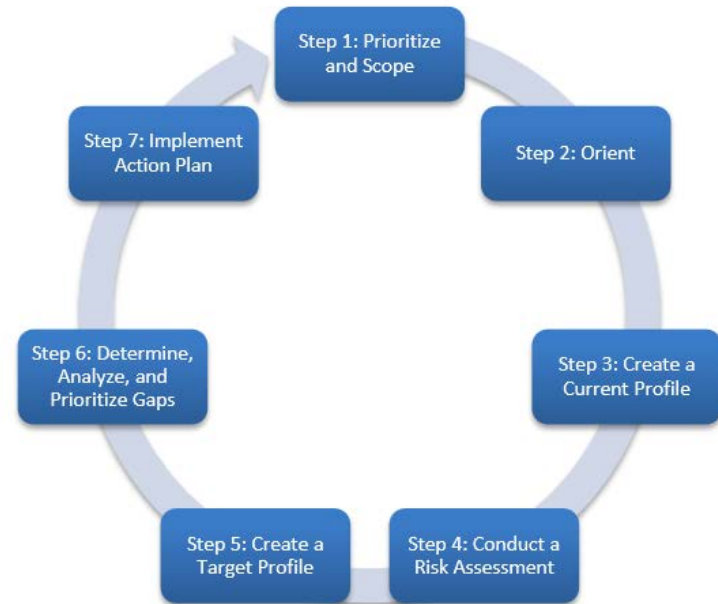 Step 1: Prioritize
and Scope
Step 2: Orient
Step 3: Create a
Current Profile
Step 4: Conduct a
Risk Assessment
Step 5: Create a
Target Profile
Step 6: Determine,
Analyze, and
Prioritize Gaps
Step 7: Implement
Action Plan